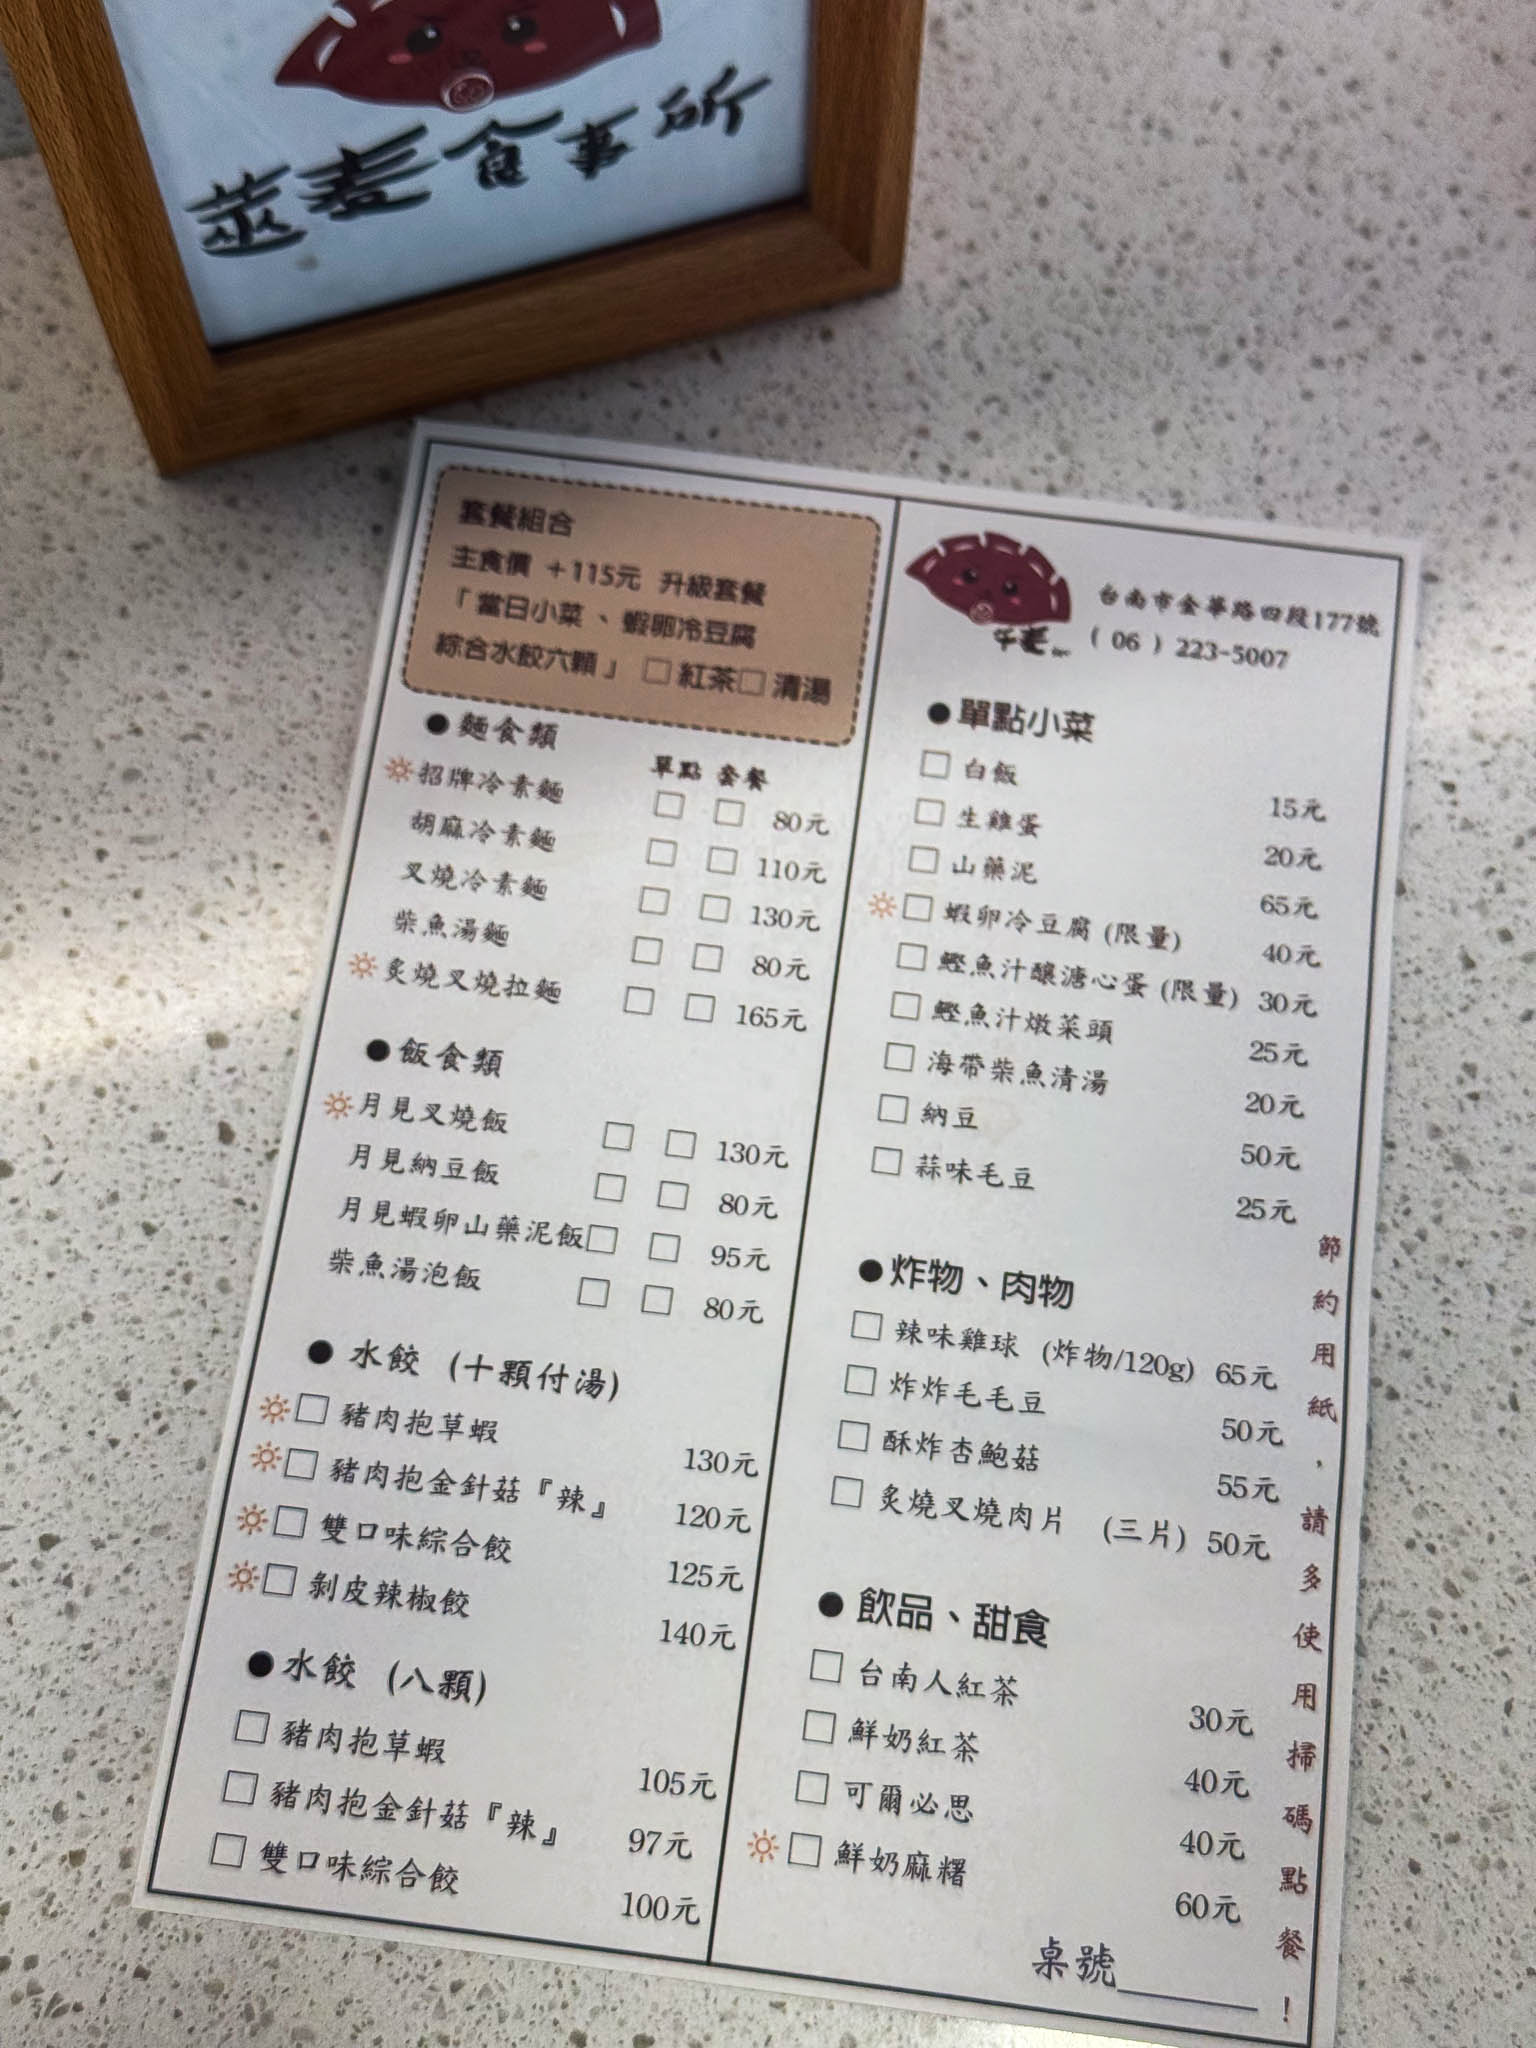 蕎麦食事所
套餐組合
主食價 +115元 升級套餐
「當日小菜、蝦卵冷豆腐
綜合水餃六顆」 □紅茶□清湯
●麵食類
單點 套餐
招牌冷素麵 □ □ 80元
胡麻冷素麵 □ □ 110元
叉燒冷素麵 □ □ 130元
柴魚湯麵 □ □ 80元
炙燒叉燒拉麵 □ □ 165元
●飯食類
月見叉燒飯 □ □ 130元
月見納豆飯 □ □ 80元
月見蝦卵山藥泥飯□ □ 95元
柴魚湯泡飯 □ □ 80元
●水餃 (十顆付湯)
□豬肉抱草蝦 130元
□豬肉抱金針菇『辣』 120元
□雙口味綜合餃 125元
□剝皮辣椒餃 140元
●水餃 (八顆)
□豬肉抱草蝦 105元
□豬肉抱金針菇『辣』 97元
□雙口味綜合餃 100元
台南市金華路四段177號
(06)223-5007
●單點小菜
□白飯 15元
□生雞蛋 20元
□山藥泥 65元
□蝦卵冷豆腐(限量) 40元
□鰹魚汁釀溏心蛋(限量) 30元
□鰹魚汁燉菜頭 25元
□海帶柴魚清湯 20元
□納豆 50元
□蒜味毛豆 25元
●炸物、肉物
□辣味雞球 (炸物/120g) 65元
□炸炸毛毛豆 50元
□酥炸杏鮑菇 55元
□炙燒叉燒肉片 (三片) 50元
●飲品、甜食
□台南人紅茶 30元
□鮮奶紅茶 40元
□可爾必思 40元
□鮮奶麻糬 60元
桌號
節約用紙,請多使用掃碼點餐!